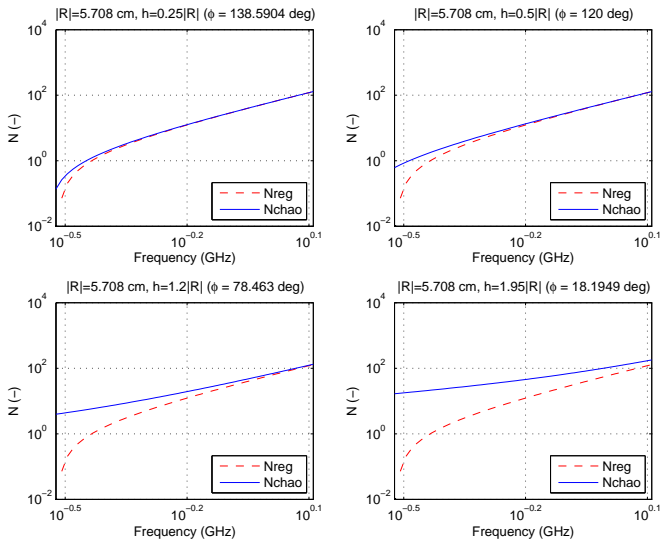 |R|=5.708 cm, h=0.25|R| (ϕ = 138.5904 deg)
10^4
10^2
10^0
10^−2
N (−)
Nreg
Nchao
10^−0.5
10^−0.2
10^0.1
Frequency (GHz)
|R|=5.708 cm, h=0.5|R| (ϕ = 120 deg)
10^4
10^2
10^0
10^−2
N (−)
Nreg
Nchao
10^−0.5
10^−0.2
10^0.1
Frequency (GHz)
|R|=5.708 cm, h=1.2|R| (ϕ = 78.463 deg)
10^4
10^2
10^0
10^−2
N (−)
Nreg
Nchao
10^−0.5
10^−0.2
10^0.1
Frequency (GHz)
|R|=5.708 cm, h=1.95|R| (ϕ = 18.1949 deg)
10^4
10^2
10^0
10^−2
N (−)
Nreg
Nchao
10^−0.5
10^−0.2
10^0.1
Frequency (GHz)